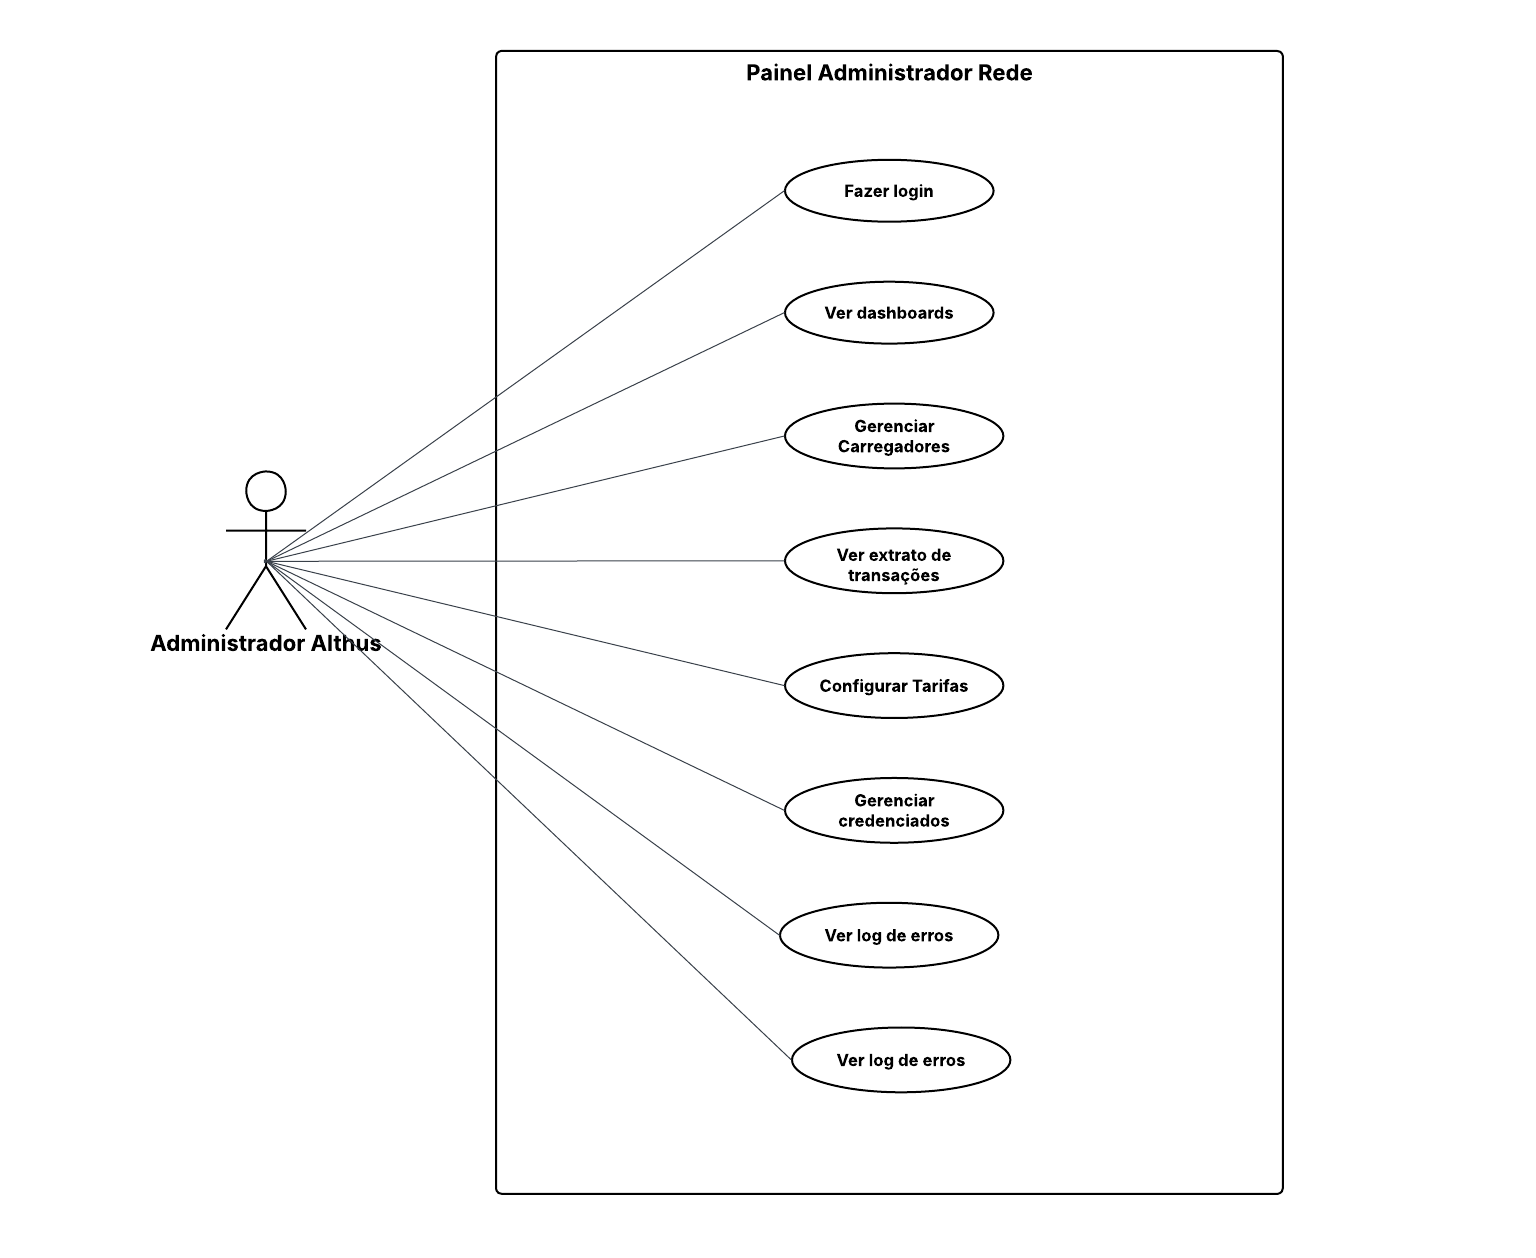 Painel Administrador Rede
Fazer login
Ver dashboards
Gerenciar
Carregadores
Ver extrato de
transações
Administrador Althus
Configurar Tarifas
Gerenciar
credenciados
Ver log de erros
Ver log de erros